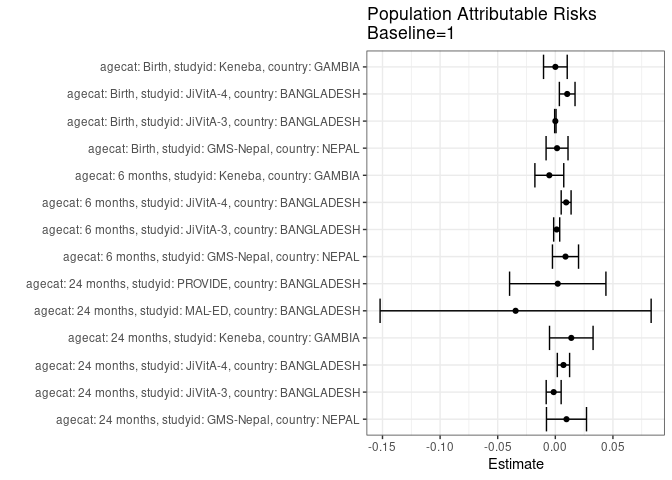 Population Attributable Risks
Baseline=1
agecat: Birth, studyid: Keneba, country: GAMBIA
agecat: Birth, studyid: JiVitA-4, country: BANGLADESH
agecat: Birth, studyid: JiVitA-3, country: BANGLADESH
agecat: Birth, studyid: GMS-Nepal, country: NEPAL
agecat: 6 months, studyid: Keneba, country: GAMBIA
agecat: 6 months, studyid: JiVitA-4, country: BANGLADESH
agecat: 6 months, studyid: JiVitA-3, country: BANGLADESH
agecat: 6 months, studyid: GMS-Nepal, country: NEPAL
agecat: 24 months, studyid: PROVIDE, country: BANGLADESH
agecat: 24 months, studyid: MAL-ED, country: BANGLADESH
agecat: 24 months, studyid: Keneba, country: GAMBIA
agecat: 24 months, studyid: JiVitA-4, country: BANGLADESH
agecat: 24 months, studyid: JiVitA-3, country: BANGLADESH
agecat: 24 months, studyid: GMS-Nepal, country: NEPAL
-0.15 -0.10 -0.05 0.00 0.05
Estimate